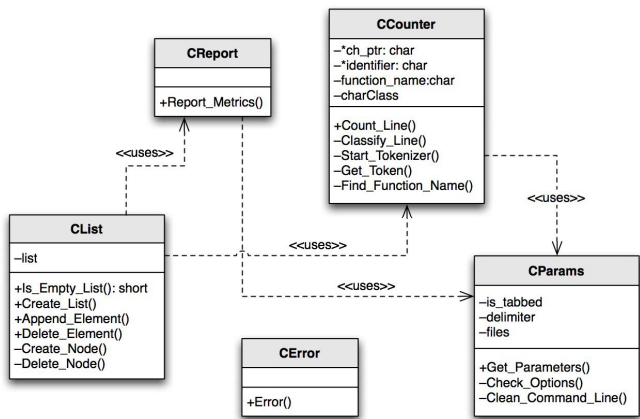 CCounter
–*ch_ptr: char
–*identifier: char
–function_name:char
–charClass
+Count_Line()
–Classify_Line()
–Start_Tokenizer()
–Get_Token()
–Find_Function_Name()
CReport
+Report_Metrics()
<<uses>>
<<uses>>
CList
–list
+Is_Empty_List(): short
+Create_List()
+Append_Element()
+Delete_Element()
–Create_Node()
–Delete_Node()
<<uses>>
<<uses>>
CParams
–is_tabbed
–delimiter
–files
+Get_Parameters()
–Check_Options()
–Clean_Command_Line()
CError
+Error()